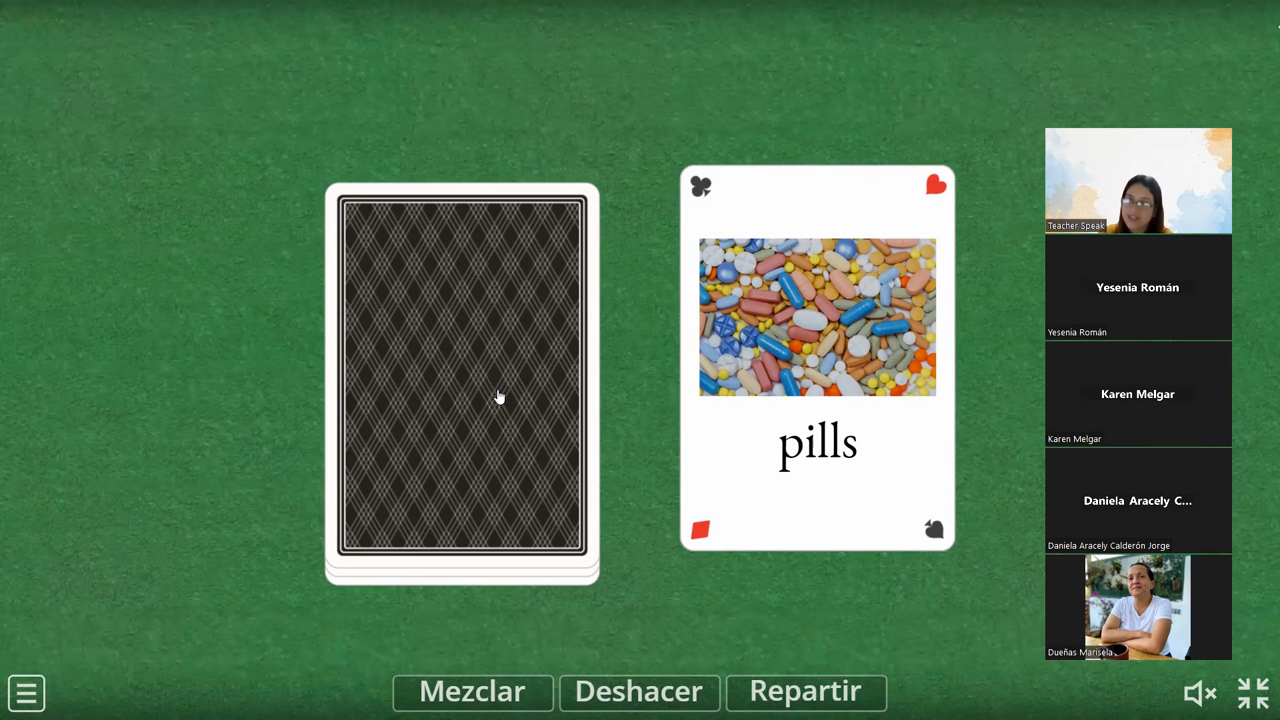 pills
Mezclar
Deshacer
Repartir
Teacher Speak
Yesenia Román
Yesenia Román
Karen Melgar
Karen Melgar
Daniela Aracely C...
Daniela Aracely Calderón Jorge
Dueñas Marisela